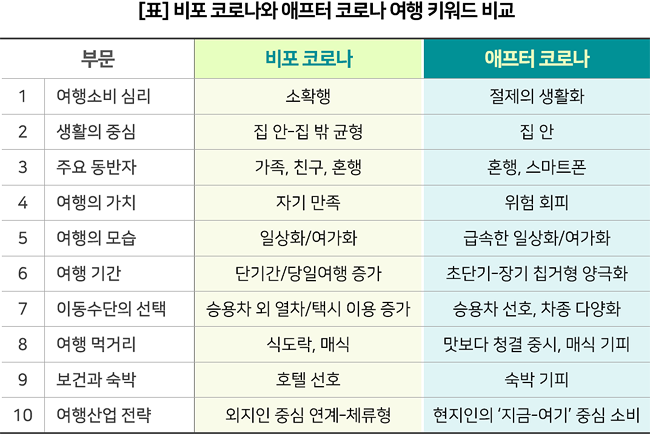 [표] 비포 코로나와 애프터 코로나 여행 키워드 비교
부문 비포 코로나 애프터 코로나
1 여행소비 심리 소확행 절제의 생활화
2 생활의 중심 집 안-집 밖 균형 집 안
3 주요 동반자 가족, 친구, 혼행 혼행, 스마트폰
4 여행의 가치 자기 만족 위험 회피
5 여행의 모습 일상화/여가화 급속한 일상화/여가화
6 여행 기간 단기간/당일여행 증가 초단기-장기 칩거형 양극화
7 이동수단의 선택 승용차 외 열차/택시 이용 증가 승용차 선호, 차종 다양화
8 여행 먹거리 식도락, 매식 맛보다 청결 중시, 매식 기피
9 보건과 숙박 호텔 선호 숙박 기피
10 여행산업 전략 외지인 중심 연계-체류형 현지인의 ‘지금-여기’ 중심 소비